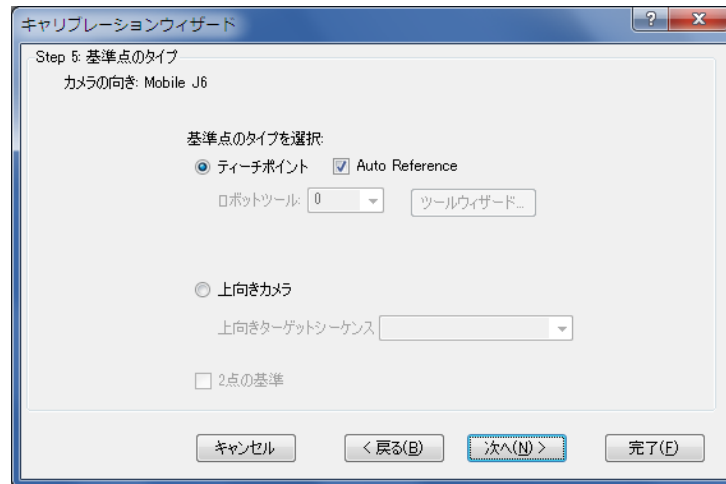 キャリブレーションウィザード
Step 5: 基準点のタイプ
カメラの向き: Mobile J6
基準点のタイプを選択:
ティーチポイント Auto Reference
ロボットツール: 0 ツールウィザード...
上向きカメラ
上向きターゲットシーケンス
2点の基準
キャンセル < 戻る(B) 次へ(N) > 完了(F)